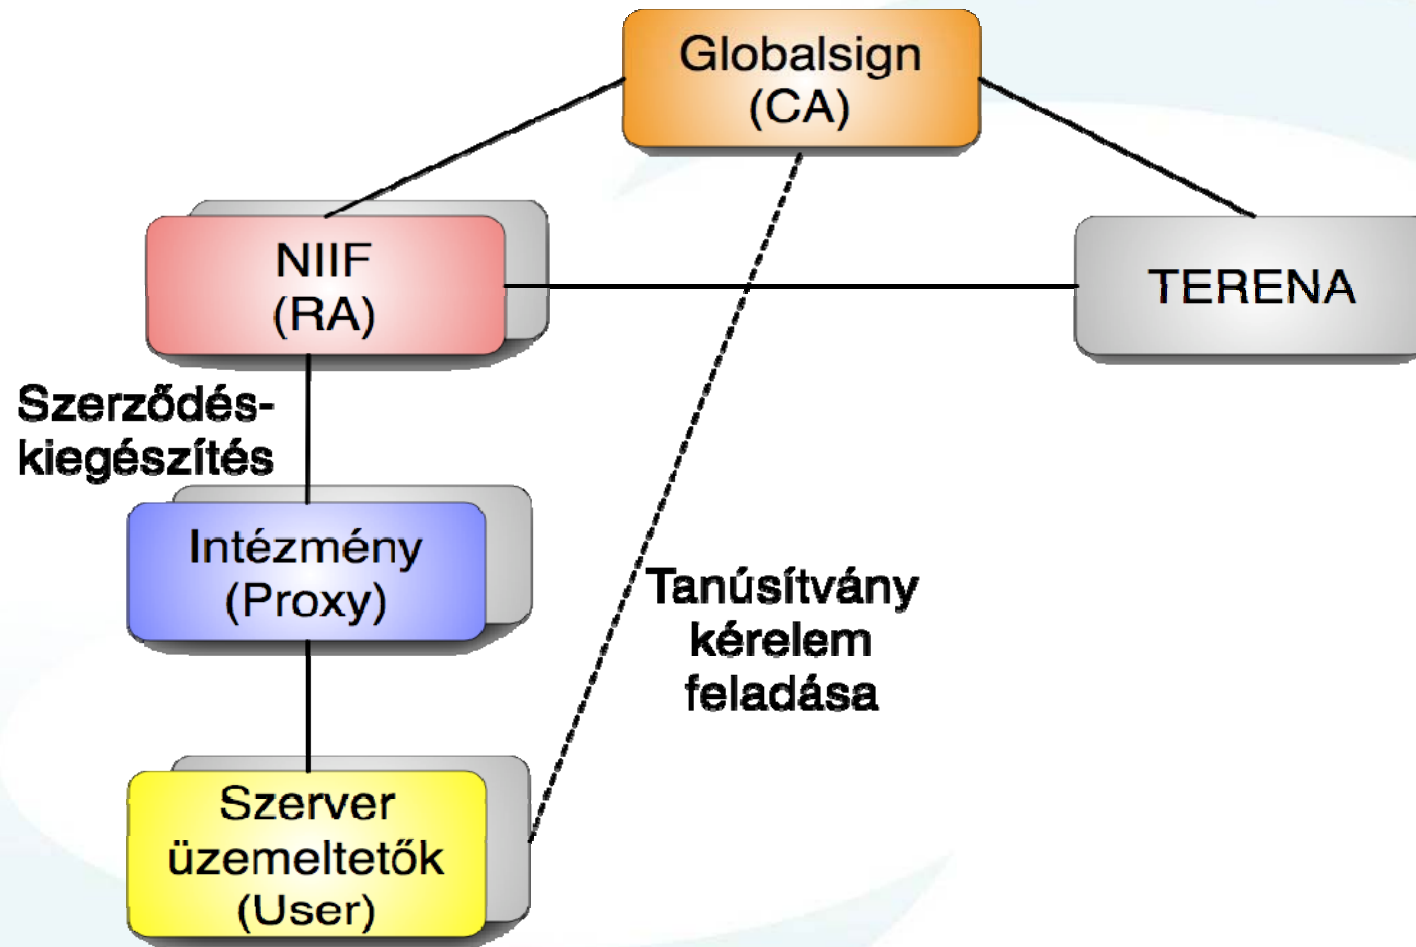 Globalsign
(CA)
NIIF
(RA)
TERENA
Szerződés-
kiegészítés
Intézmény
(Proxy)
Tanúsítvány
kérelem
feladása
Szerver
üzemeltetők
(User)